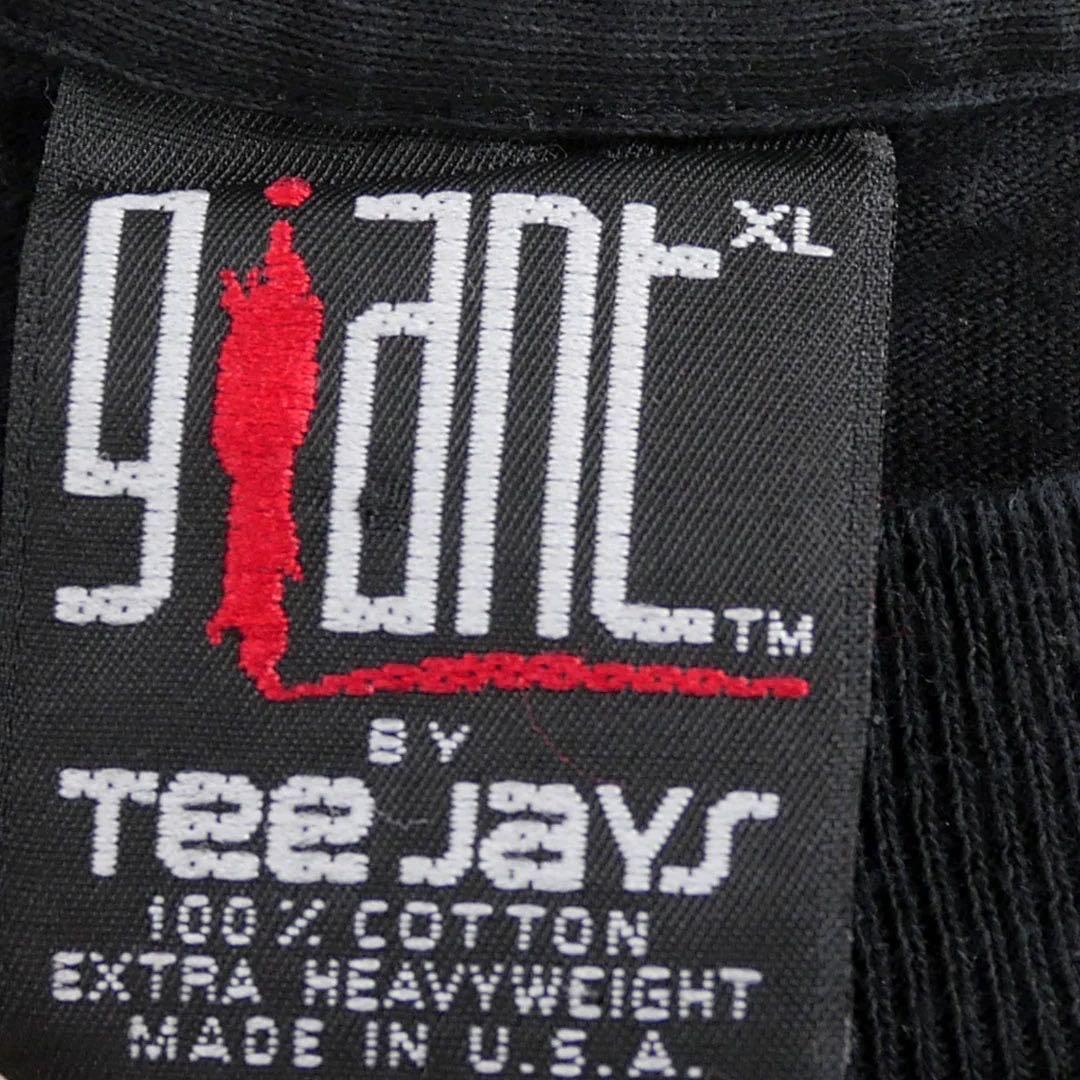 giant XL
TM
BY
Tee Jays
100% COTTON
EXTRA HEAVYWEIGHT
MADE IN U.S.A.